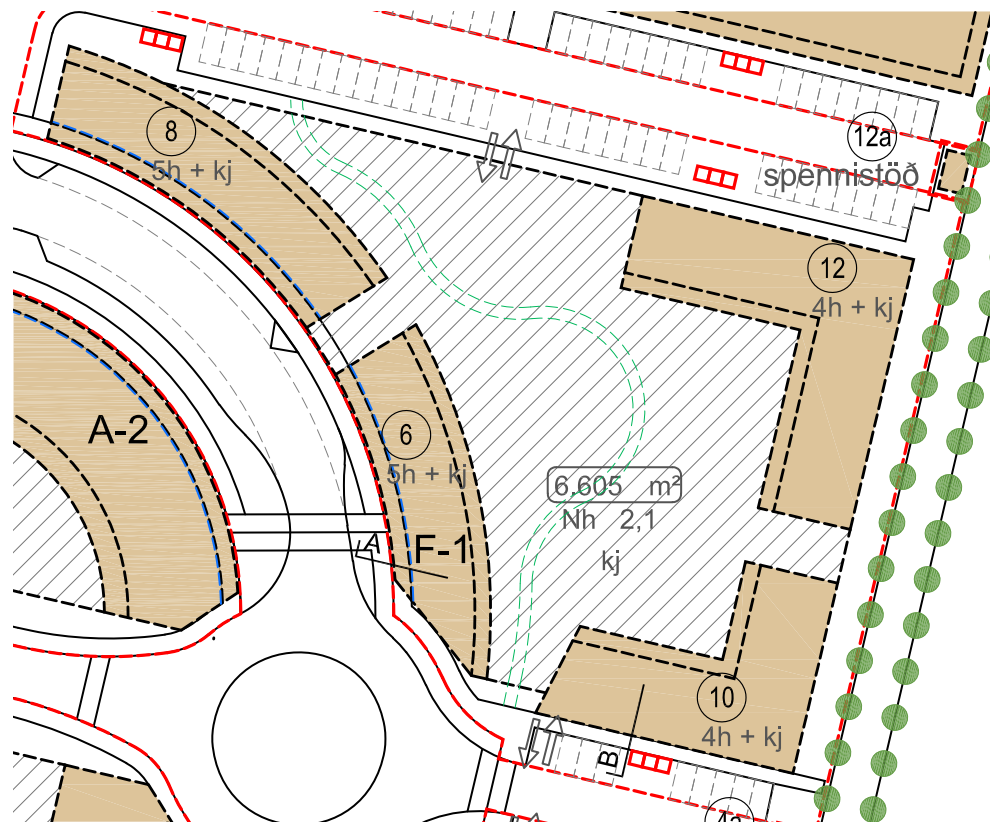 8
5h + kj
12a
spennistöð
12
4h + kj
A-2
6
5h + kj
6.605 m²
Nh 2,1
kj
A
F-1
10
4h + kj
B
4a